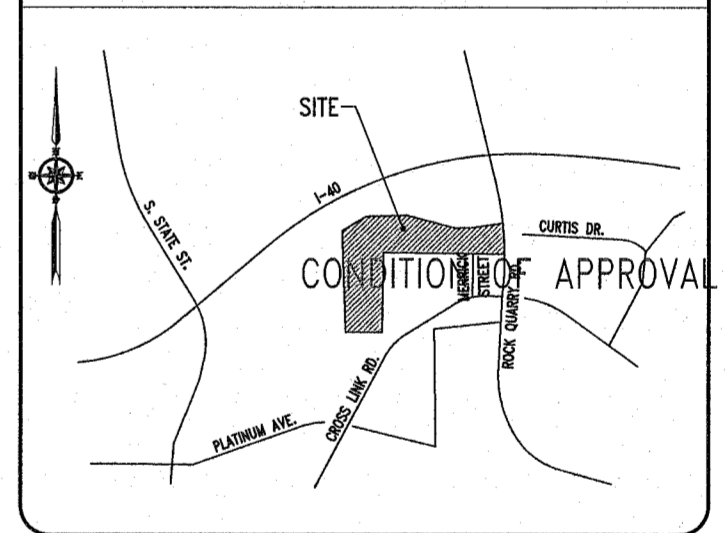 SITE
I-40
S. STATE ST.
CURTIS DR.
CONDITION OF APPROVAL
MERRICK
STREET
ROCK QUARRY RD.
CROSS LINK RD.
PLATINUM AVE.